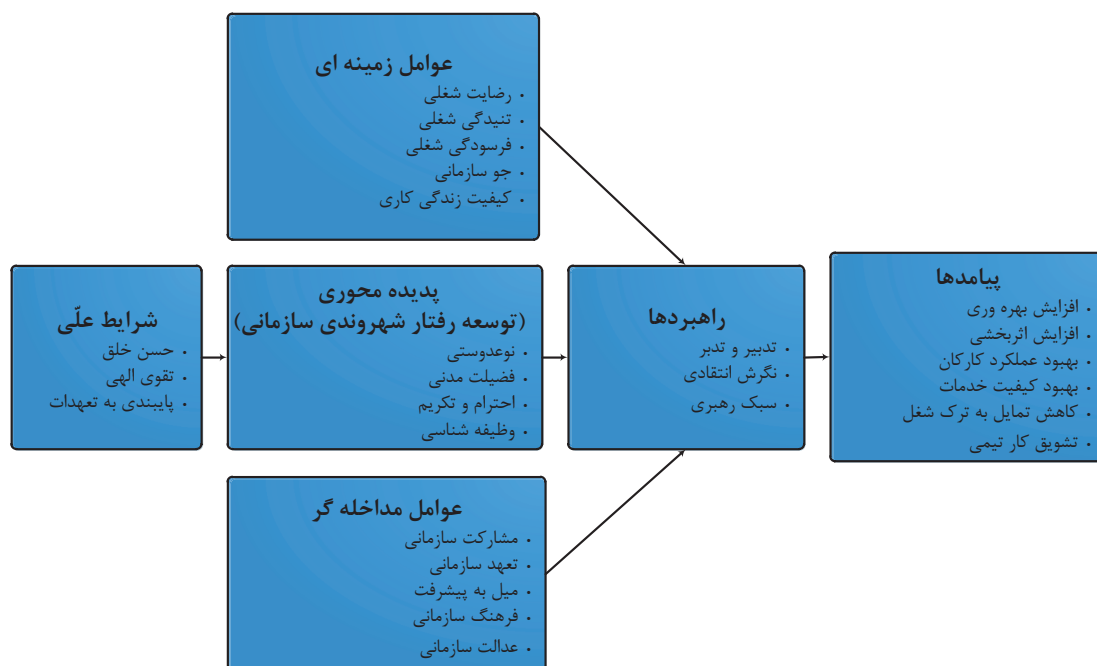 عوامل زمینه ای
• رضایت شغلی
• تنیدگی شغلی
• فرسودگی شغلی
• جو سازمانی
• کیفیت زندگی کاری
شرایط علّی
• حسن خلق
• تقوی الهی
• پایبندی به تعهدات
پدیده محوری
(توسعه رفتار شهروندی سازمانی)
• نوعدوستی
• فضیلت مدنی
• احترام و تکریم
• وظیفه شناسی
راهبردها
• تدبیر و تدبر
• نگرش انتقادی
• سبک رهبری
پیامدها
• افزایش بهره وری
• افزایش اثربخشی
• بهبود عملکرد کارکان
• بهبود کیفیت خدمات
• کاهش تمایل به ترک شغل
• تشویق کار تیمی
عوامل مداخله گر
• مشارکت سازمانی
• تعهد سازمانی
• میل به پیشرفت
• فرهنگ سازمانی
• عدالت سازمانی